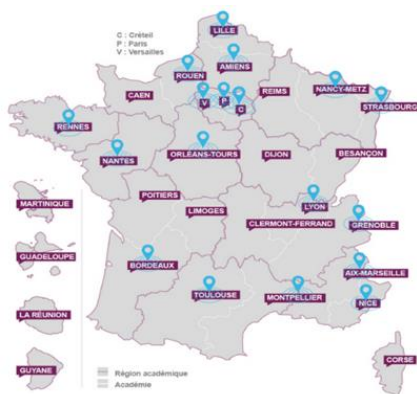 C : Créteil
P : Paris
V : Versailles
LILLE
AMIENS
ROUEN
CAEN
REIMS
NANCY-METZ
STRASBOURG
V
P
C
RENNES
NANTES
ORLÉANS-TOURS
DIJON
BESANÇON
POITIERS
LIMOGES
CLERMONT-FERRAND
LYON
GRENOBLE
MARTINIQUE
GUADELOUPE
BORDEAUX
AIX-MARSEILLE
TOULOUSE
MONTPELLIER
NICE
LA RÉUNION
GUYANE
CORSE
Région académique
Académie